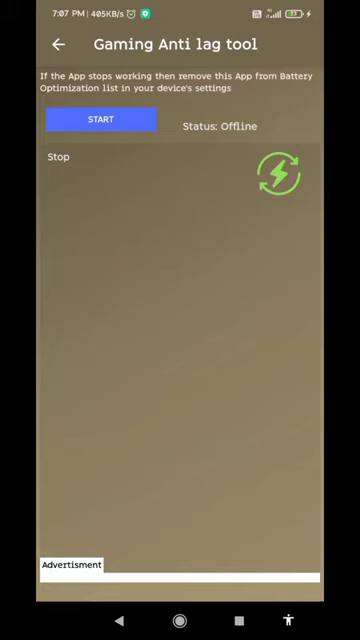 7:07 PM | 405KB/s
Gaming Anti lag tool
If the App stops working then remove this App from Battery
Optimization list in your device's settings
START
Status: Offline
Stop
Advertisment